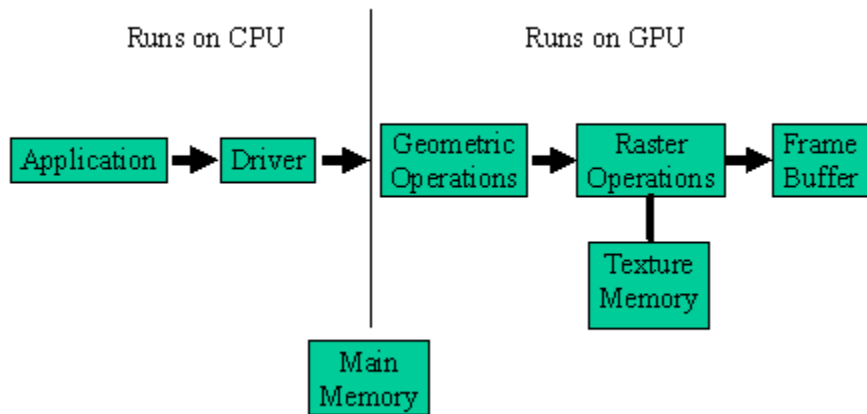 Runs on CPU
Runs on GPU
Application
Driver
Geometric
Operations
Raster
Operations
Frame
Buffer
Texture
Memory
Main
Memory